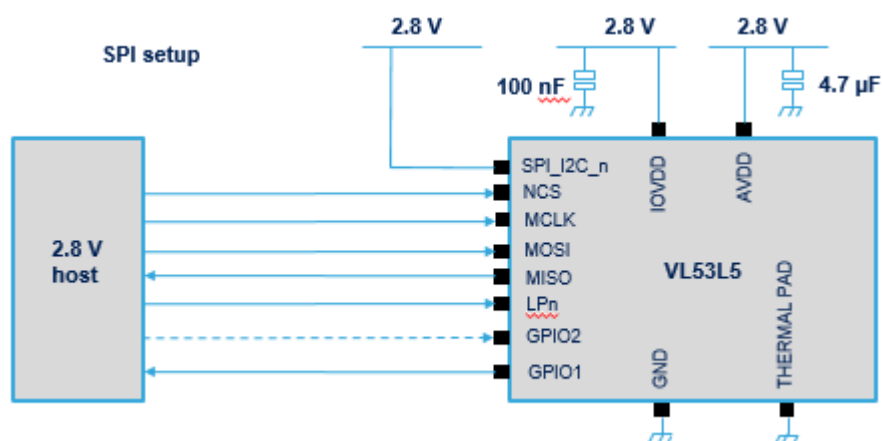 SPI setup
2.8 V
2.8 V
2.8 V
100 nF
4.7 µF
2.8 V
host
SPI_I2C_n
NCS
MCLK
MOSI
MISO
LPn
GPIO2
GPIO1
IOVDD
AVDD
VL53L5
GND
THERMAL PAD